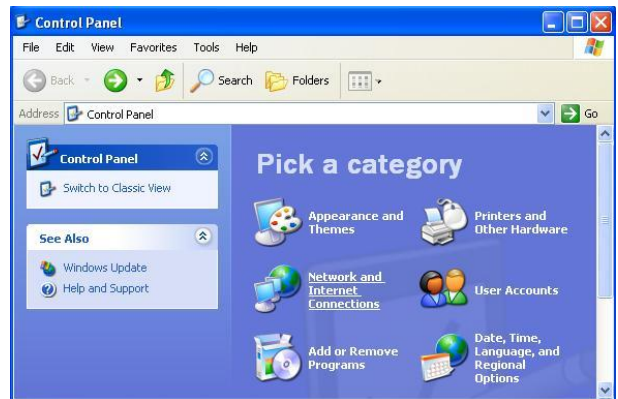 Control Panel
File Edit View Favorites Tools Help
Back Search Folders
Address Control Panel Go
Control Panel
Switch to Classic View
See Also
Windows Update
Help and Support
Pick a category
Appearance and
Themes
Printers and
Other Hardware
Network and
Internet
Connections
User Accounts
Add or Remove
Programs
Date, Time,
Language, and
Regional
Options